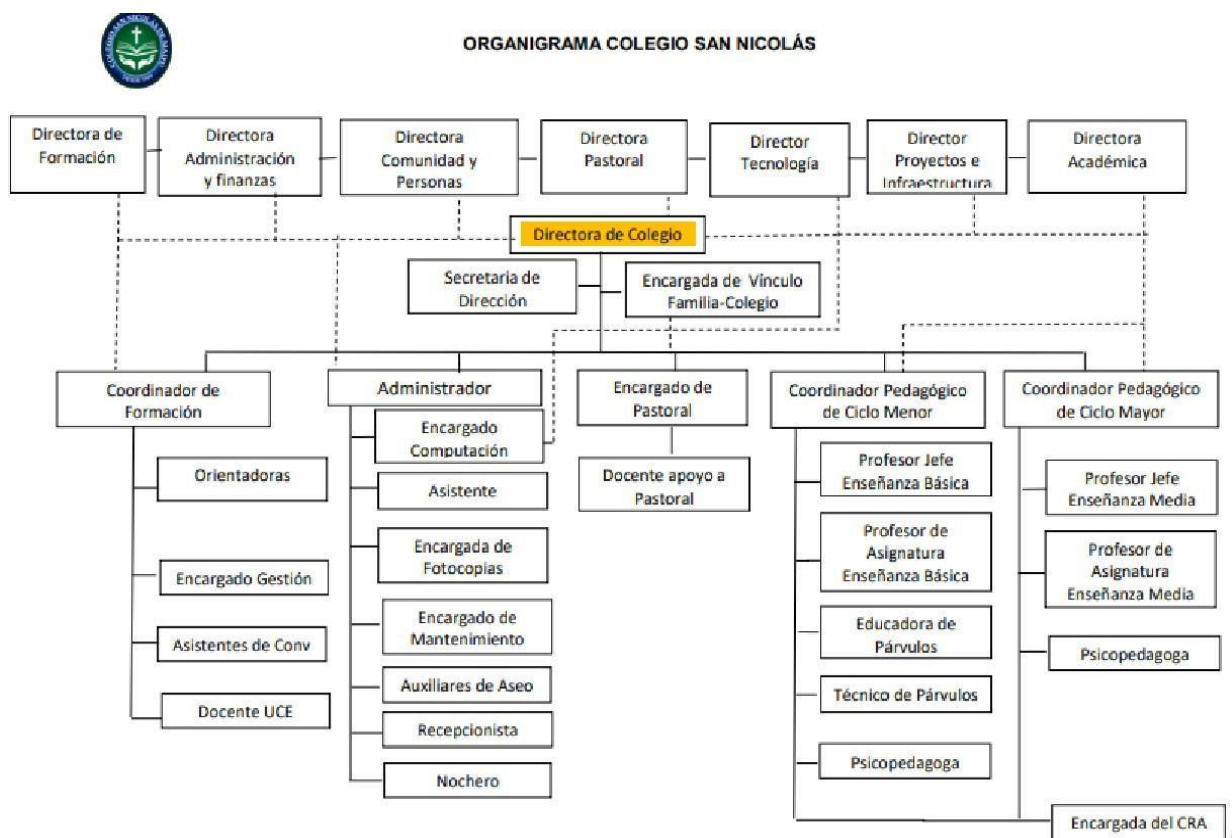 COLEGIO SAN NICOLAS DE MAIPU
ORGANIGRAMA COLEGIO SAN NICOLÁS
Directora de
Formación
Directora
Administración
y finanzas
Directora
Comunidad y
Personas
Directora
Pastoral
Director
Tecnología
Director
Proyectos e
Infraestructura
Directora
Académica
Directora de Colegio
Secretaria de
Dirección
Encargada de Vínculo
Familia-Colegio
Coordinador de
Formación
Administrador
Encargado de
Pastoral
Coordinador Pedagógico
de Ciclo Menor
Coordinador Pedagógico
de Ciclo Mayor
Orientadoras
Encargado Gestión
Asistentes de Conv
Docente UCE
Encargado
Computación
Asistente
Encargada de
Fotocopias
Encargado de
Mantenimiento
Auxiliares de Aseo
Recepcionista
Nochero
Docente apoyo a
Pastoral
Profesor Jefe
Enseñanza Básica
Profesor de
Asignatura
Enseñanza Básica
Educadora de
Párvulos
Técnico de Párvulos
Psicopedagoga
Profesor Jefe
Enseñanza Media
Profesor de
Asignatura
Enseñanza Media
Psicopedagoga
Encargada del CRA